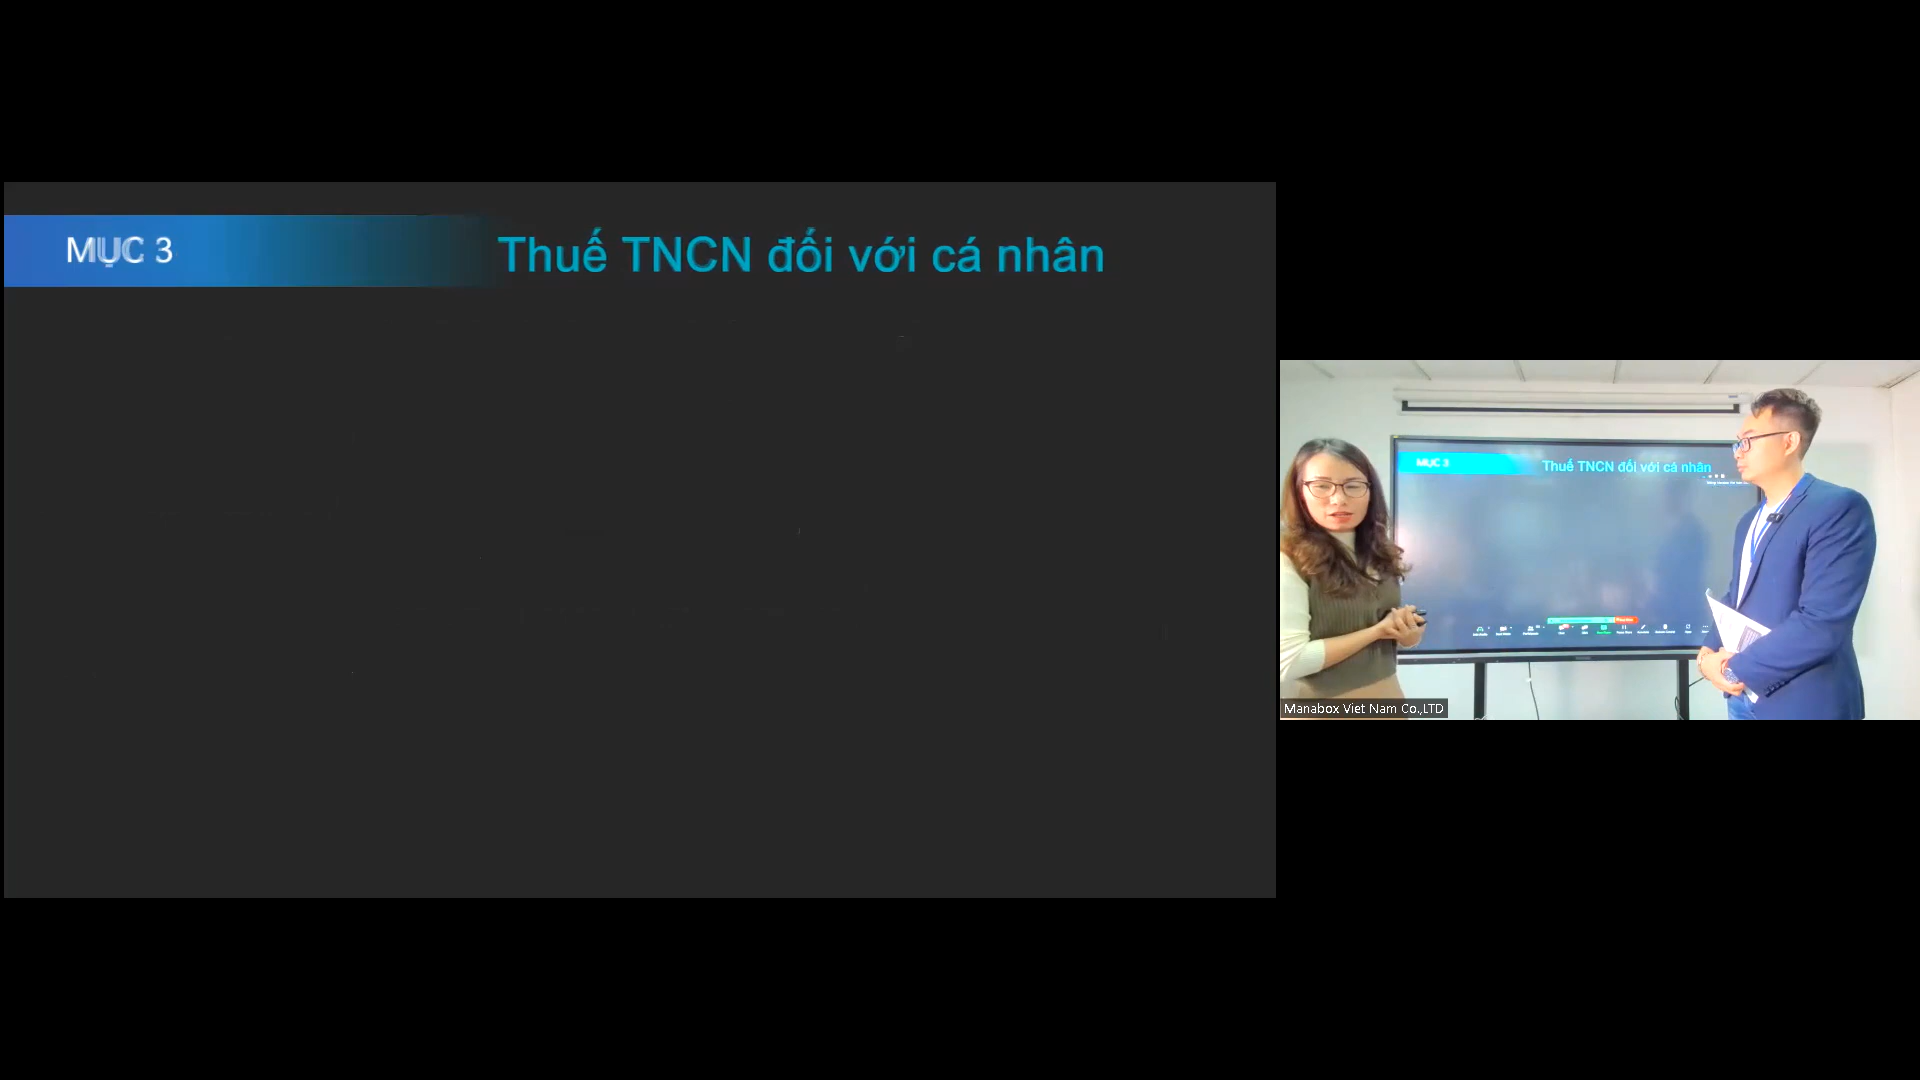 MỤC 3
Thuế TNCN đối với cá nhân
MỤC 3
Thuế TNCN đối với cá nhân
Manabox Viet Nam Co.,LTD